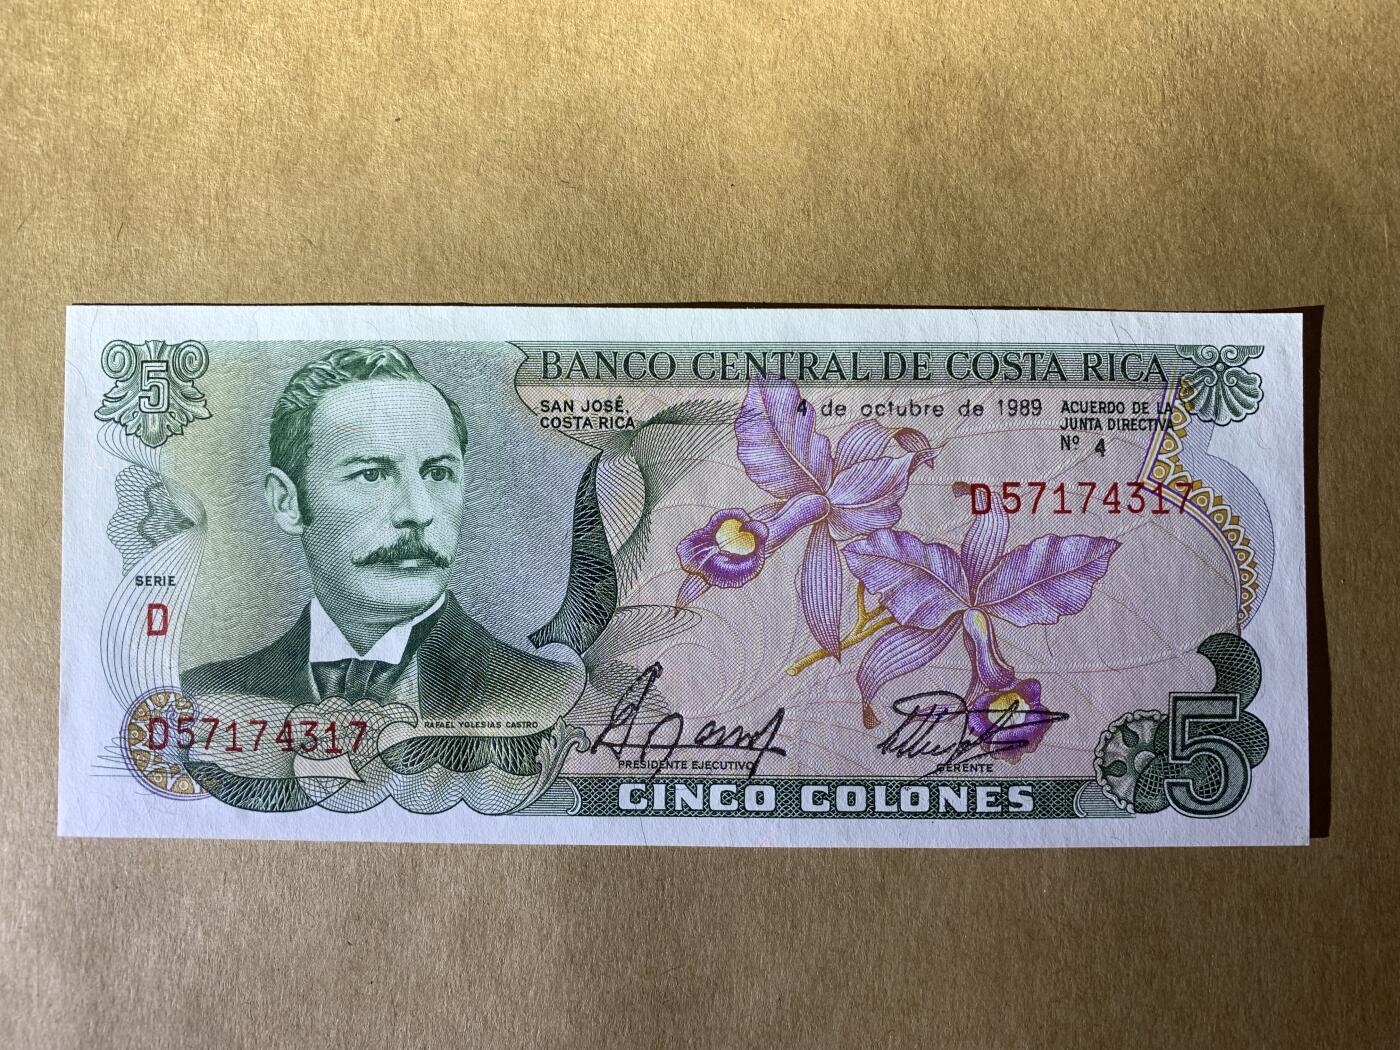 5
BANCO CENTRAL DE COSTA RICA
SAN JOSÉ,
COSTA RICA
4 de octubre de 1989
ACUERDO DE LA
JUNTA DIRECTIVA
Nº 4
D57174317
SERIE
D
D57174317
RAFAEL YGLESIAS CASTRO
PRESIDENTE EJECUTIVO
GERENTE
CINCO COLONES
5